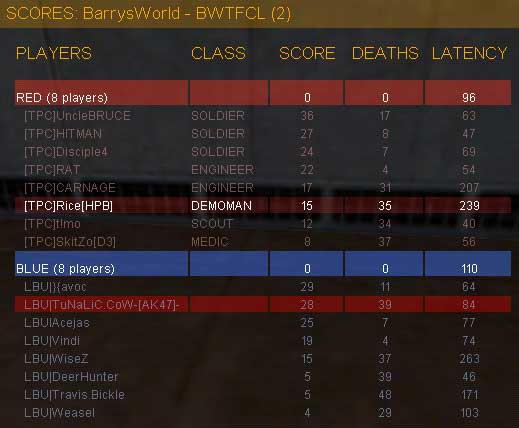 SCORES: BarrysWorld - BWTFCL (2)
PLAYERS CLASS SCORE DEATHS LATENCY
RED (8 players) 0 0 96
[TPC]UncleBRUCE SOLDIER 36 17 63
[TPC]HITMAN SOLDIER 27 8 47
[TPC]Disciple4 SOLDIER 24 7 69
[TPC]RAT ENGINEER 22 4 54
[TPC]CARNAGE ENGINEER 17 31 207
[TPC]Rice[HPB] DEMOMAN 15 35 239
[TPC]t!mo SCOUT 12 34 40
[TPC]SkitZo[D3] MEDIC 8 37 56
BLUE (8 players) 0 0 110
LBU|}{avoc 29 11 64
LBU|TuNaLiC.CoW-[AK47]- 28 39 84
LBU|Acejas 25 7 77
LBU|Vindi 19 4 74
LBU|WiseZ 15 37 263
LBU|DeerHunter 5 39 46
LBU|Travis.Bickle 5 48 171
LBU|Weasel 4 29 103